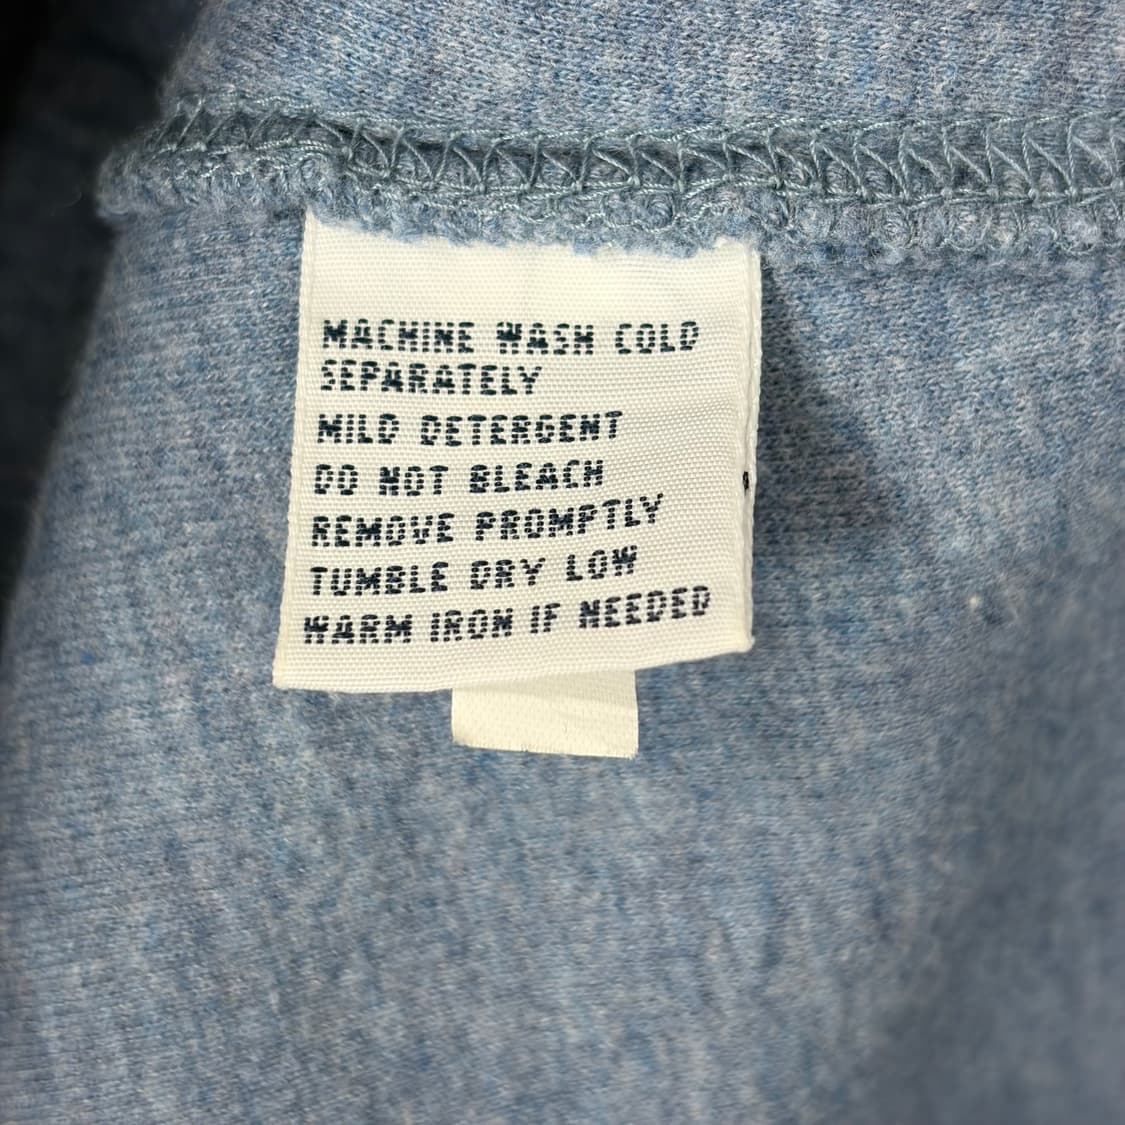 MACHINE WASH COLD
SEPARATELY
MILD DETERGENT
DO NOT BLEACH
REMOVE PROMPTLY
TUMBLE DRY LOW
WARM IRON IF NEEDED